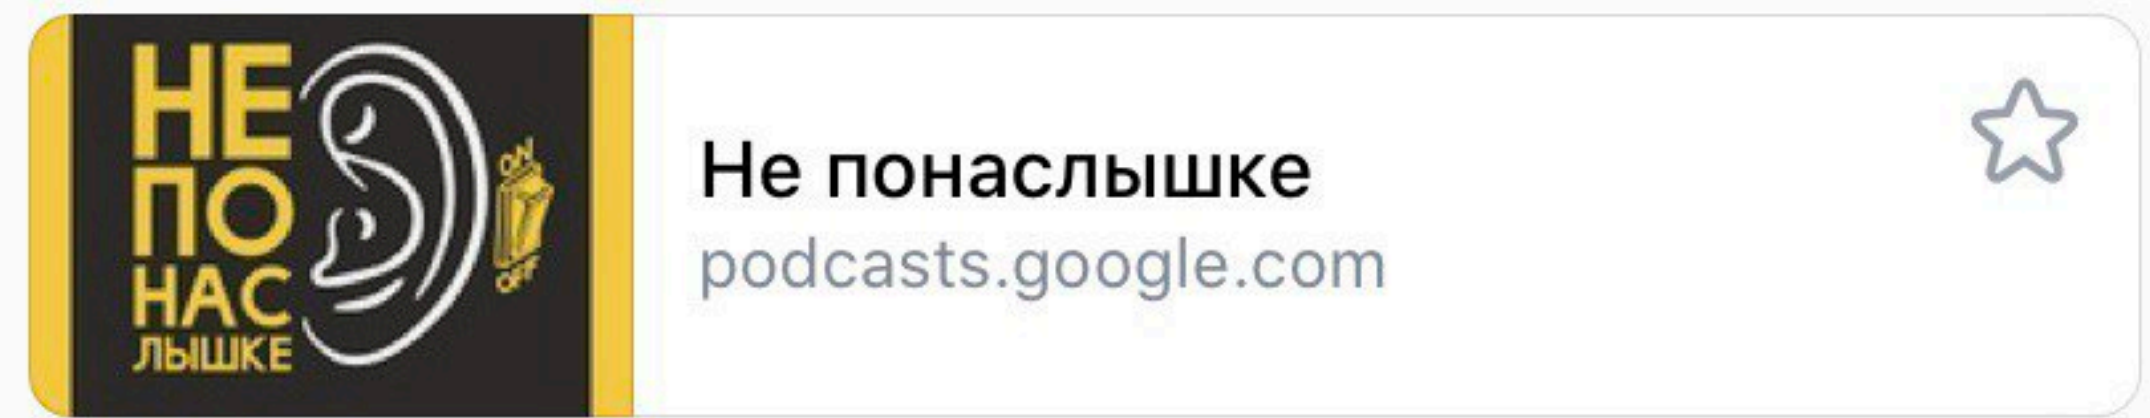 НЕ
ПО
НАС
ЛЫШКЕ
ON
OFF
Не понаслышке
podcasts.google.com